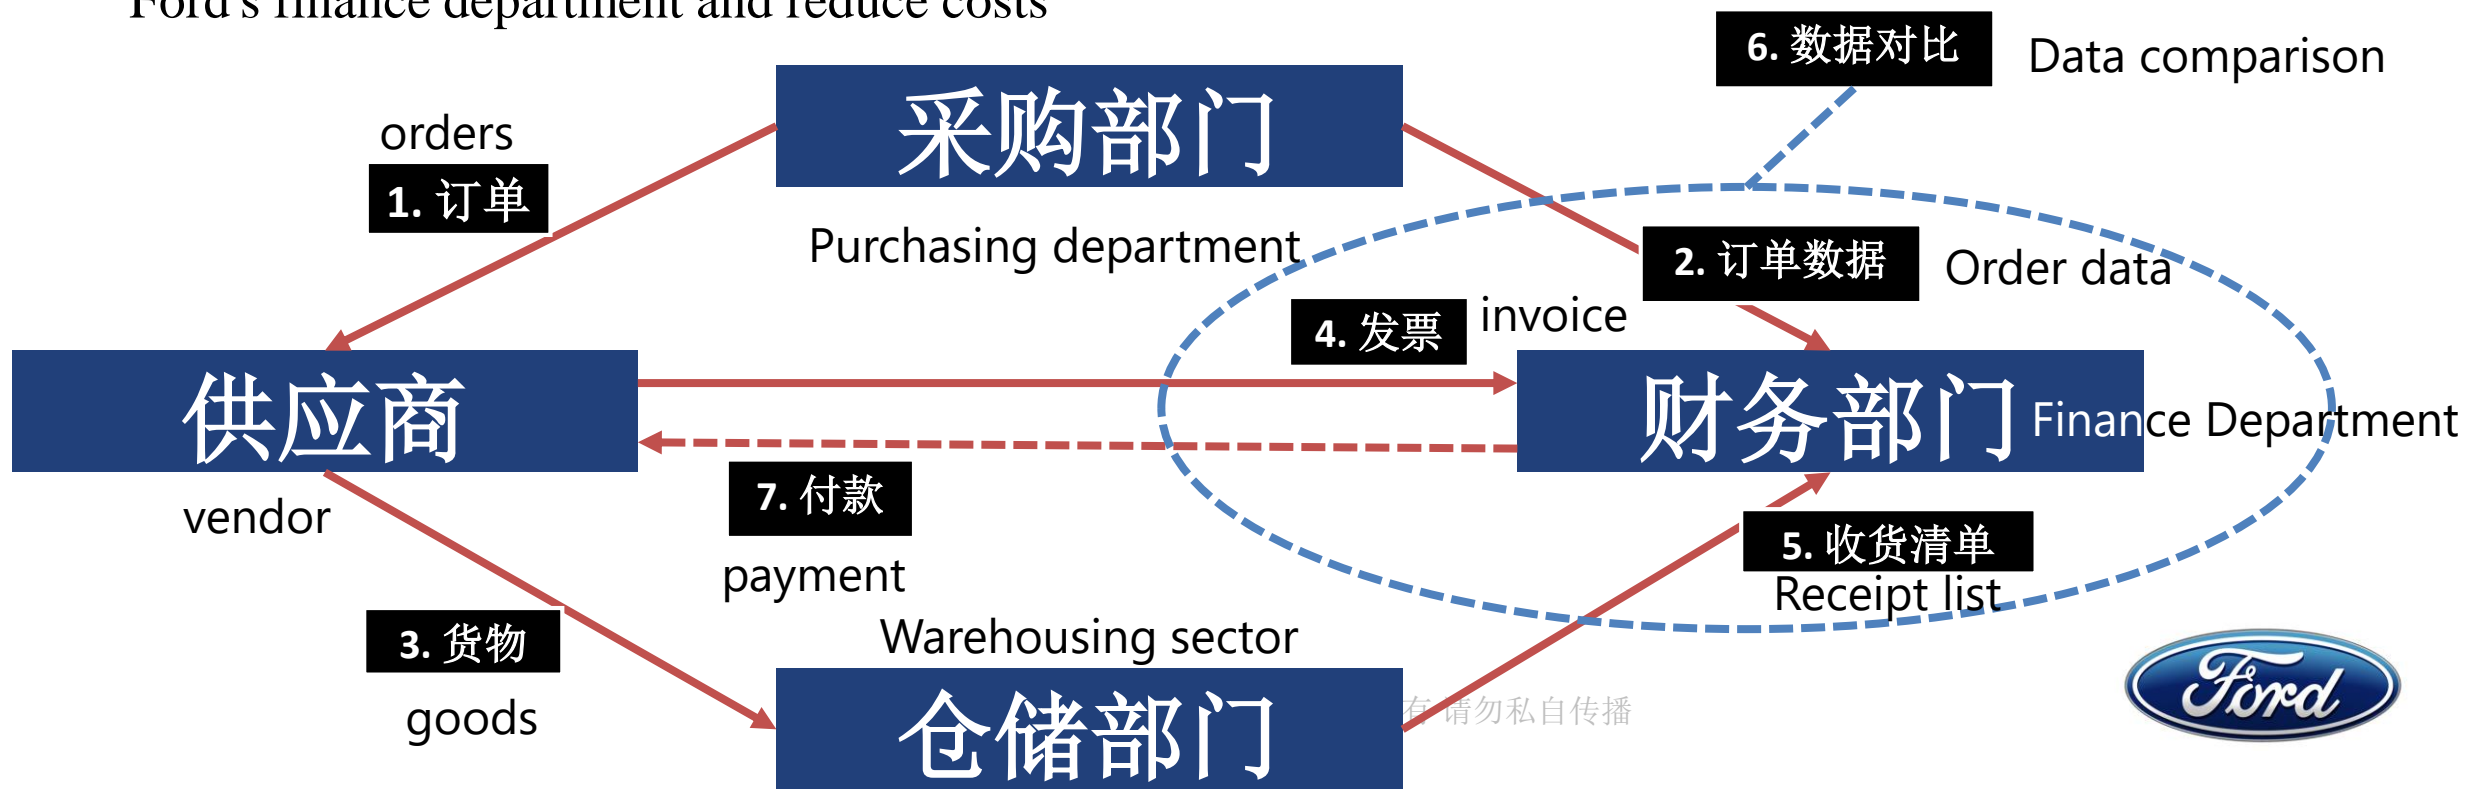 Ford's finance department and reduce costs
6. 数据对比
Data comparison
采购部门
orders
1. 订单
Purchasing department
2. 订单数据
Order data
4. 发票
invoice
供应商
财务部门
Finance Department
vendor
7. 付款
payment
5. 收货清单
Receipt list
3. 货物
goods
Warehousing sector
仓储部门
有 请勿私自传播
Ford